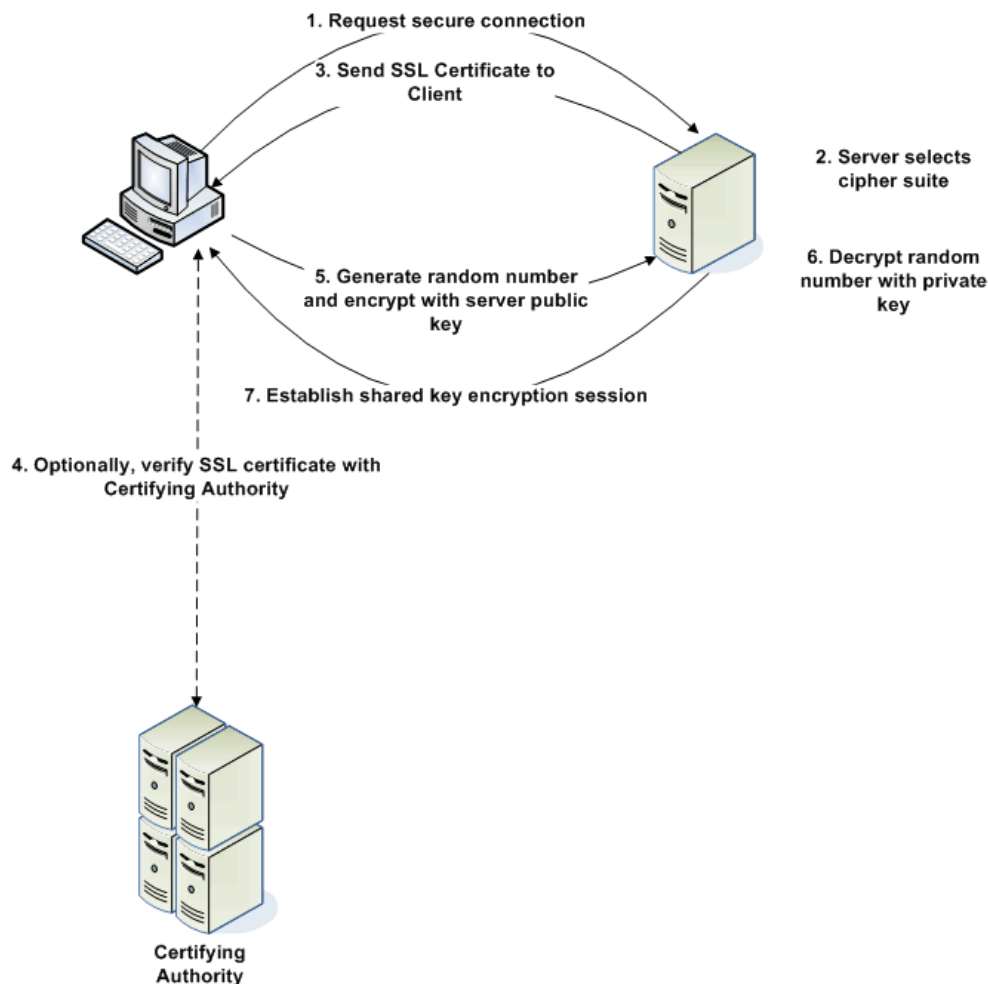 1. Request secure connection
3. Send SSL Certificate to
Client
2. Server selects
cipher suite
5. Generate random number
and encrypt with server public
key
6. Decrypt random
number with private
key
7. Establish shared key encryption session
4. Optionally, verify SSL certificate with
Certifying Authority
Certifying
Authority